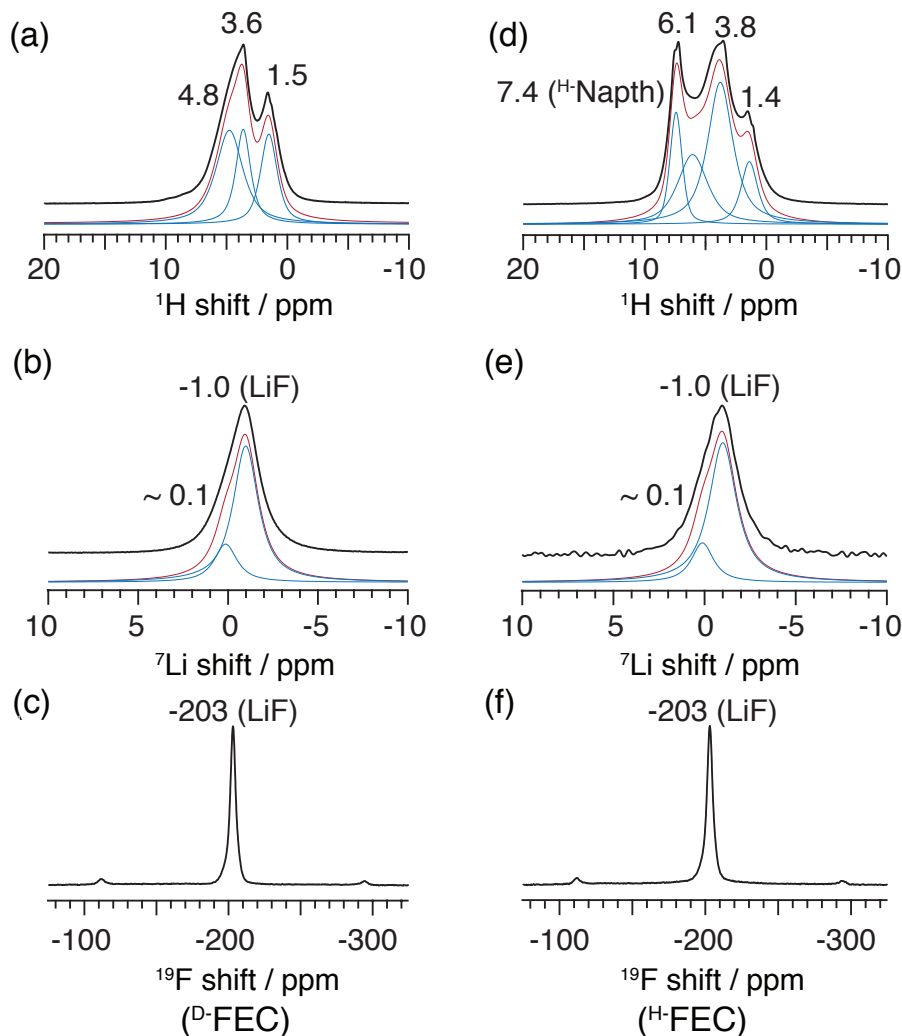 (a)
3.6
4.8
1.5
20 10 0 -10
¹H shift / ppm
(d)
6.1
3.8
7.4 (ᴴ⁻Napth)
1.4
20 10 0 -10
¹H shift / ppm
(b)
-1.0 (LiF)
~ 0.1
10 5 0 -5 -10
⁷Li shift / ppm
(e)
-1.0 (LiF)
~ 0.1
10 5 0 -5 -10
⁷Li shift / ppm
(c)
-203 (LiF)
-100 -200 -300
¹⁹F shift / ppm
(ᴰ⁻FEC)
(f)
-203 (LiF)
-100 -200 -300
¹⁹F shift / ppm
(ᴴ⁻FEC)